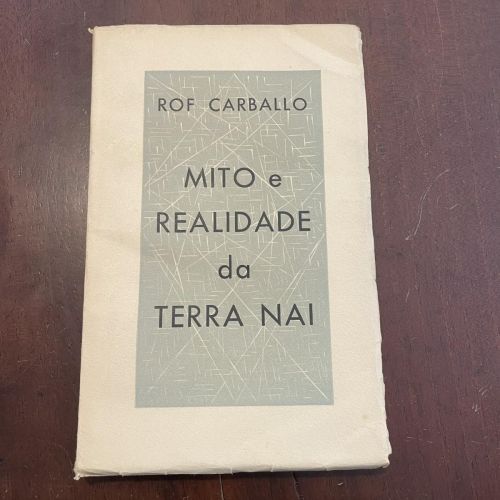 ROF CARBALLO
MITO e
REALIDADE
da
TERRA NAI